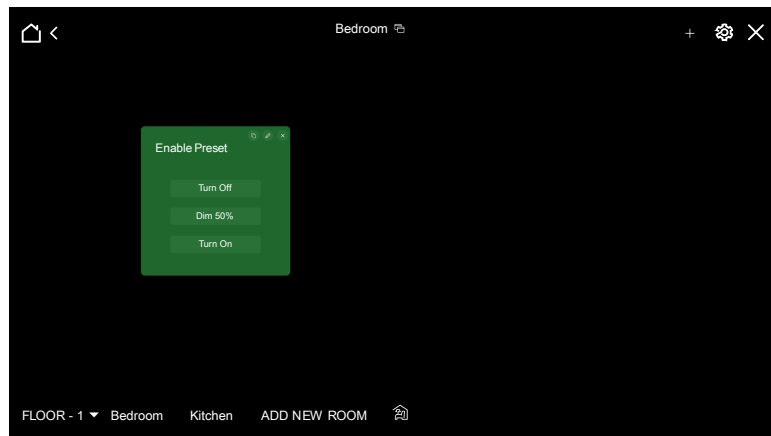 Bedroom
Enable Preset
Turn Off
Dim 50%
Turn On
FLOOR - 1 Bedroom Kitchen ADD NEW ROOM